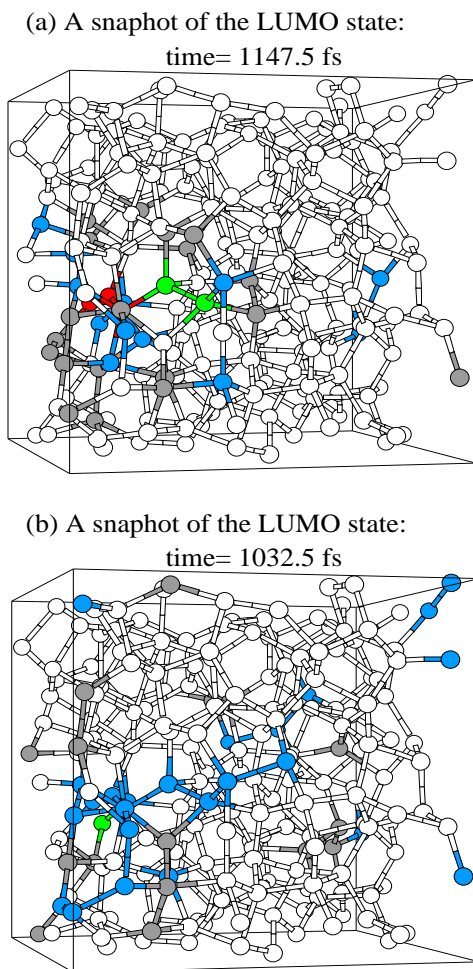 (a) A snaphot of the LUMO state:
time= 1147.5 fs
(b) A snaphot of the LUMO state:
time= 1032.5 fs